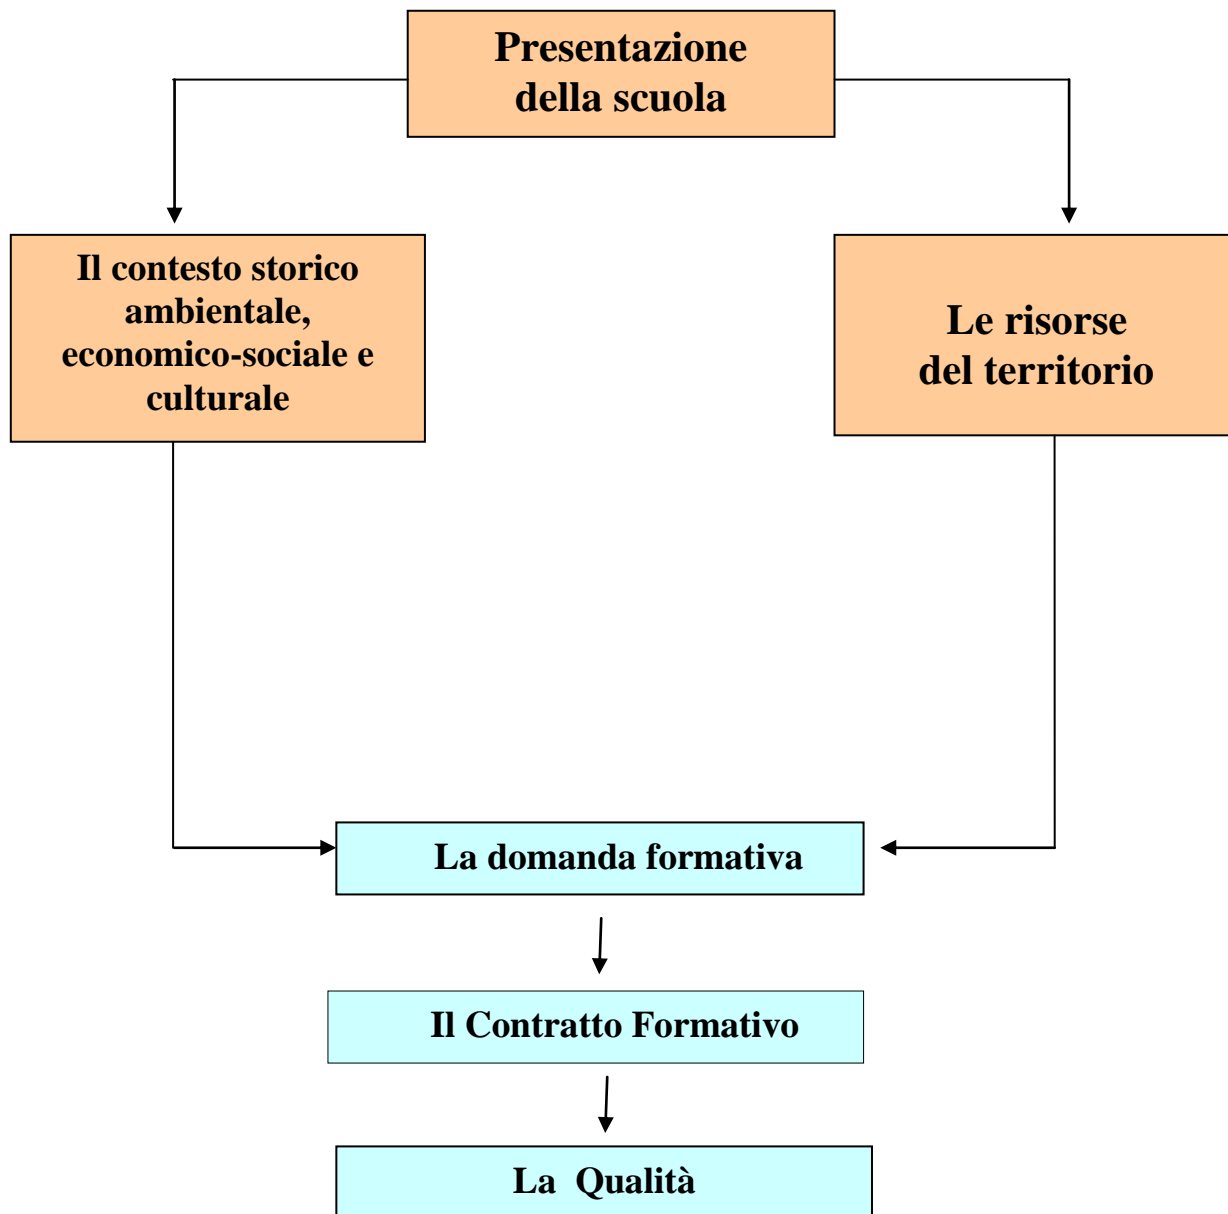 Presentazione
della scuola
Il contesto storico
ambientale,
economico-sociale e
culturale
Le risorse
del territorio
La domanda formativa
Il Contratto Formativo
La Qualità